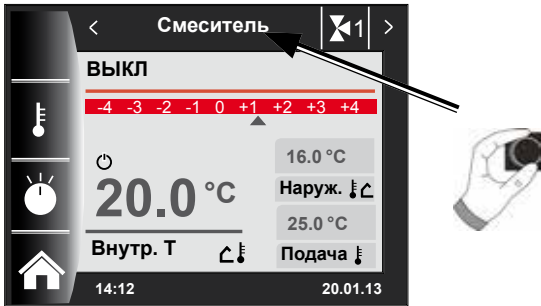 < Смеситель 1 >
ВЫКЛ
-4 -3 -2 -1 0 +1 +2 +3 +4
16.0 °C
20.0 °C
Наруж.
25.0 °C
Внутр. Т
Подача
14:12 20.01.13